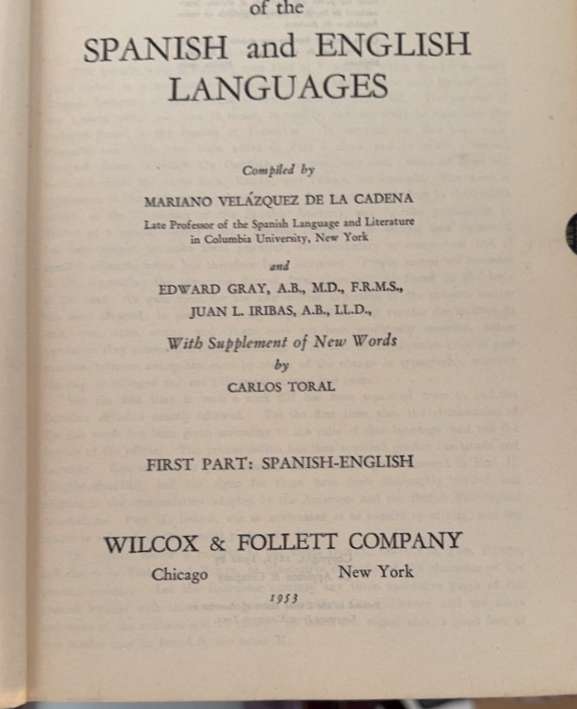 of the
SPANISH and ENGLISH
LANGUAGES
Compiled by
MARIANO VELÁZQUEZ DE LA CADENA
Late Professor of the Spanish Language and Literature
in Columbia University, New York
and
EDWARD GRAY, A.B., M.D., F.R.M.S.,
JUAN L. IRIBAS, A.B., LL.D.,
With Supplement of New Words
by
CARLOS TORAL
FIRST PART: SPANISH-ENGLISH
WILCOX & FOLLETT COMPANY
Chicago New York
1953